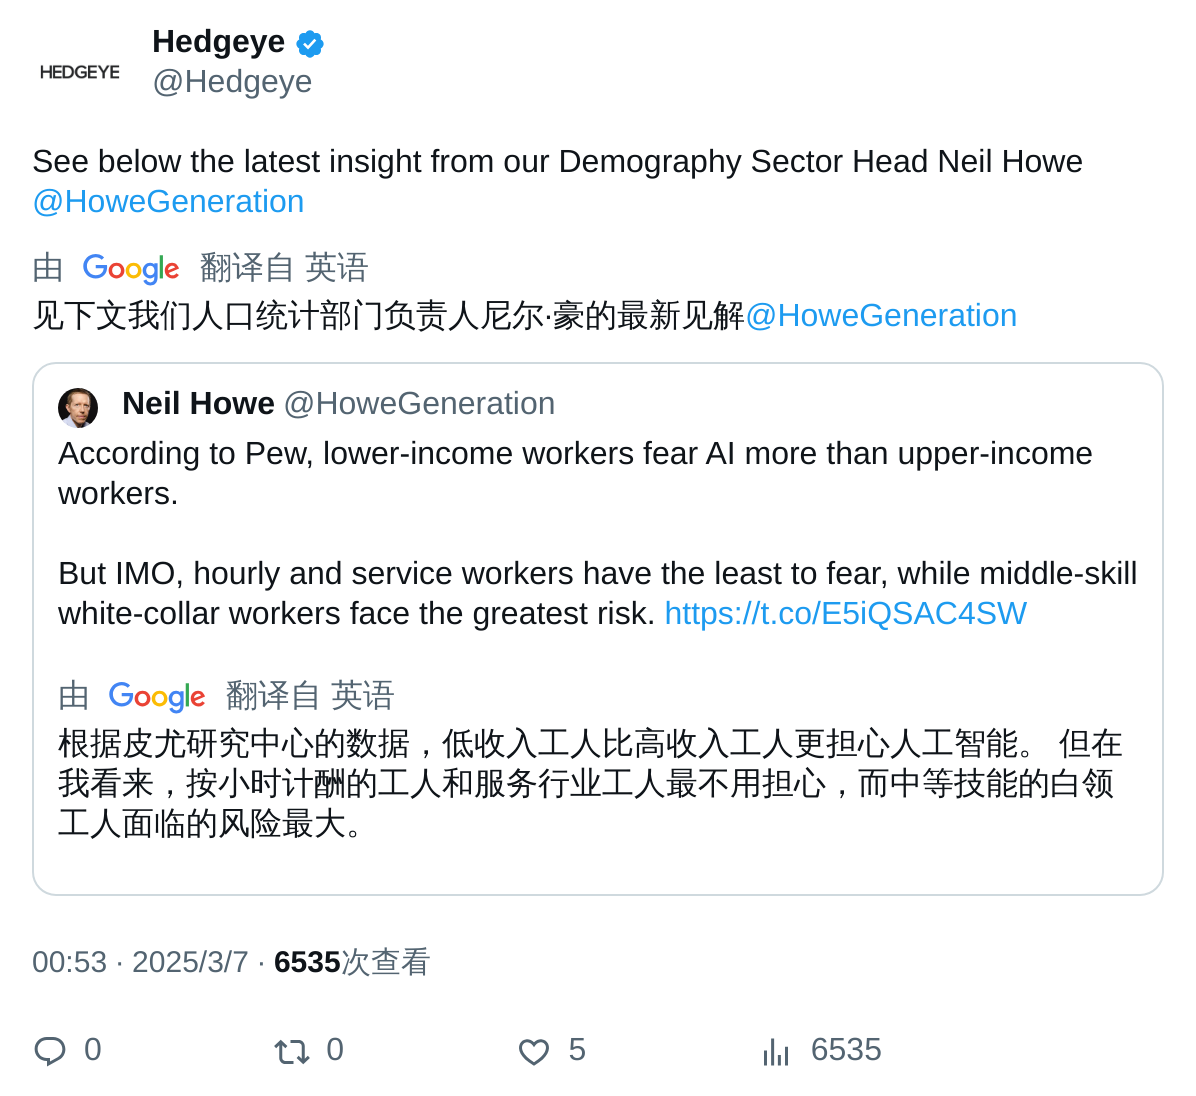 Hedgeye
HEDGEYE
@Hedgeye
See below the latest insight from our Demography Sector Head Neil Howe
@HoweGeneration
由 Google 翻译自 英语
见下文我们人口统计部门负责人尼尔·豪的最新见解@HoweGeneration
Neil Howe @HoweGeneration
According to Pew, lower-income workers fear AI more than upper-income
workers.
But IMO, hourly and service workers have the least to fear, while middle-skill
white-collar workers face the greatest risk. https://t.co/E5iQSAC4SW
由 Google 翻译自 英语
根据皮尤研究中心的数据，低收入工人比高收入工人更担心人工智能。 但在
我看来，按小时计酬的工人和服务行业工人最不用担心，而中等技能的白领
工人面临的风险最大。
00:53 · 2025/3/7 · 6535次查看
0 0 5 6535